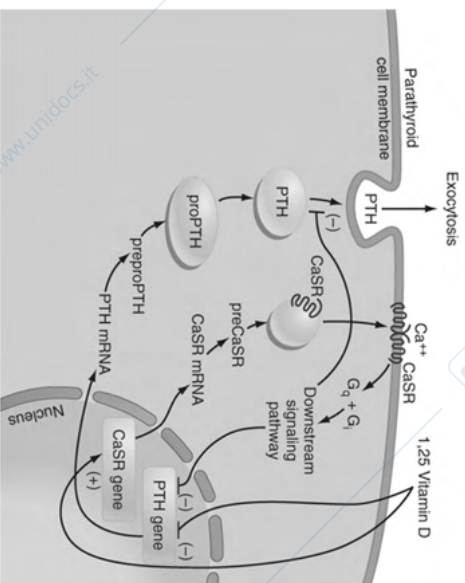 Exocytosis
Parathyroid
cell membrane
PTH
Ca⁺⁺
CaSR
1,25 Vitamin D
(–)
PTH
proPTH
preproPTH
PTH mRNA
CaSR
preCaSR
CaSR mRNA
Gq + Gi
Downstream
signaling
pathway
(–)
(–)
PTH gene
CaSR gene
(+)
Nucleus
www.unidocs.it